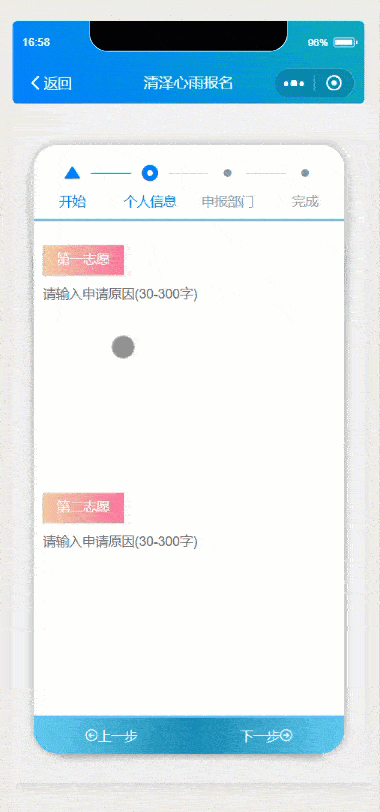 16:58
96%
返回
清泽心雨报名
开始
个人信息
申报部门
完成
第一志愿
请输入申请原因(30-300字)
第二志愿
请输入申请原因(30-300字)
上一步
下一步